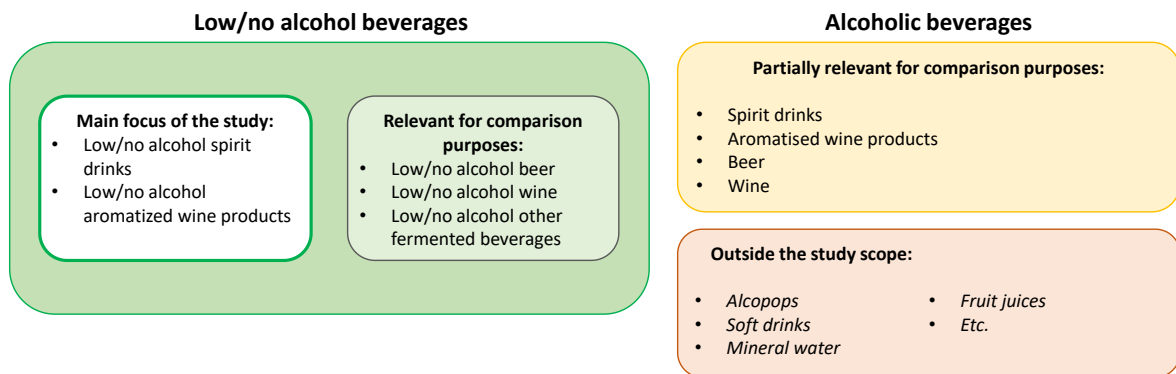 Low/no alcohol beverages
Main focus of the study:
• Low/no alcohol spirit
drinks
• Low/no alcohol
aromatized wine products
Relevant for comparison
purposes:
• Low/no alcohol beer
• Low/no alcohol wine
• Low/no alcohol other
fermented beverages
Alcoholic beverages
Partially relevant for comparison purposes:
• Spirit drinks
• Aromatised wine products
• Beer
• Wine
Outside the study scope:
• Alcopops
• Soft drinks
• Mineral water
• Fruit juices
• Etc.